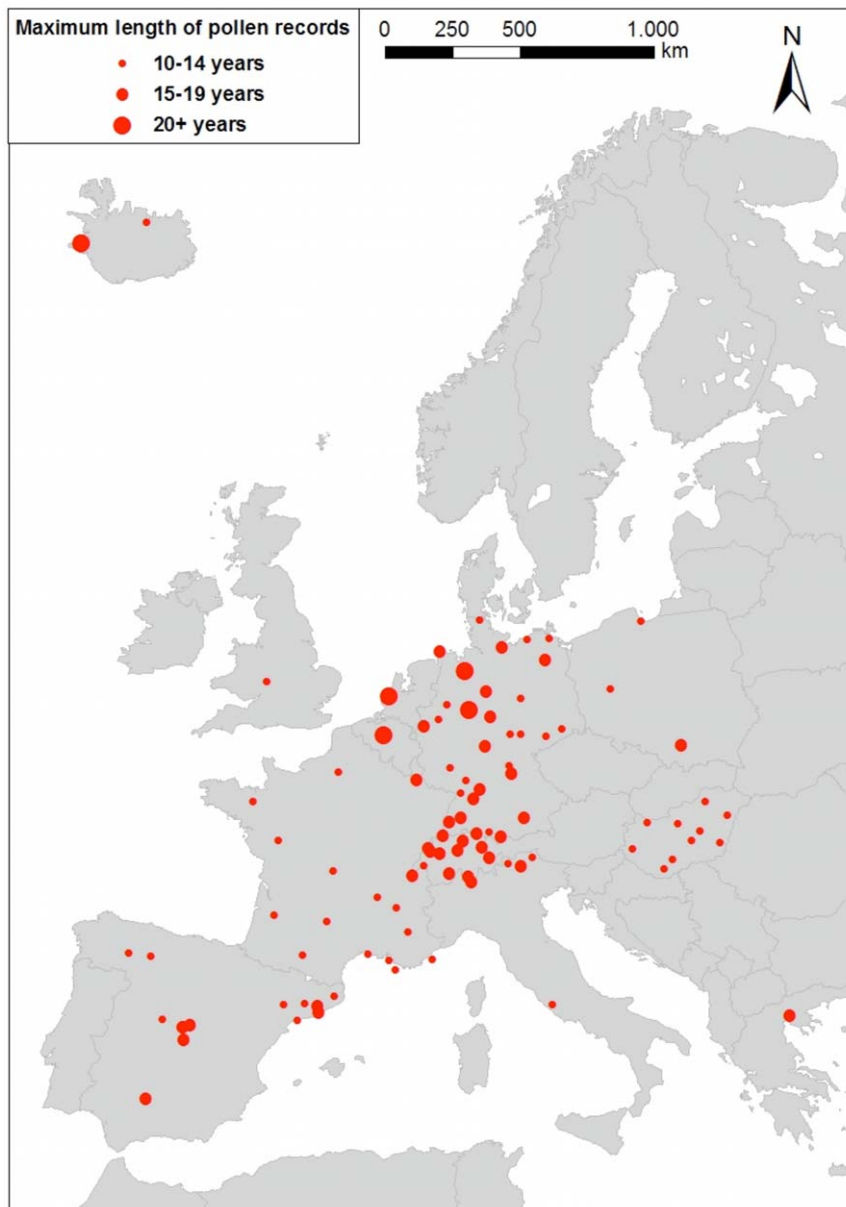 Maximum length of pollen records
10-14 years
15-19 years
20+ years
0 250 500 1.000
km
N